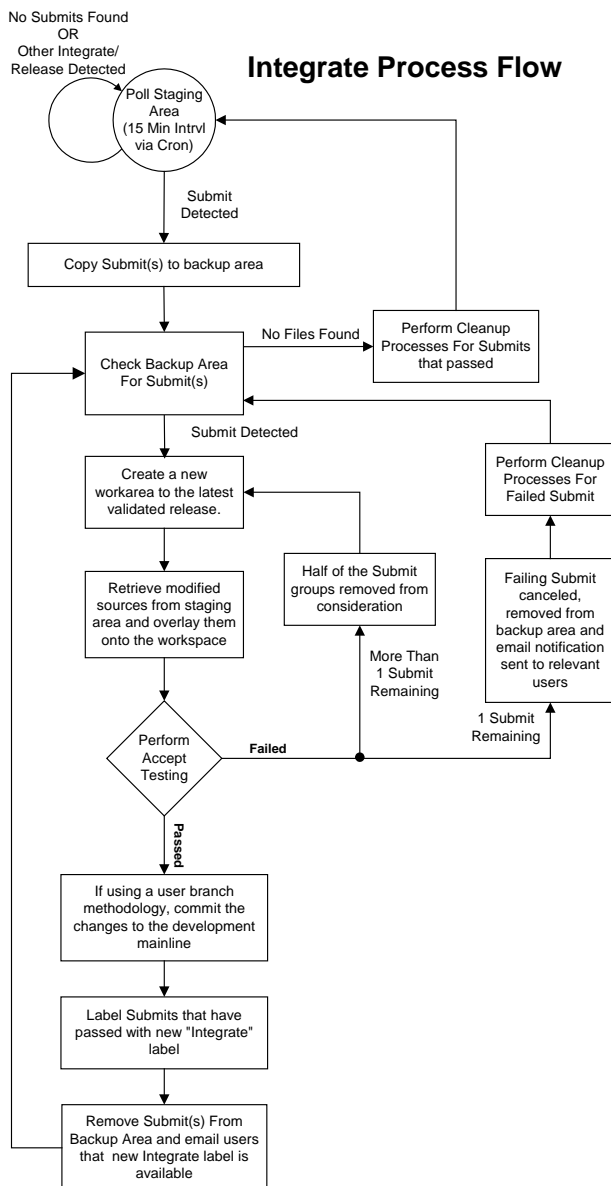 No Submits Found
OR
Other Integrate/
Release Detected
Integrate Process Flow
Poll Staging
Area
(15 Min Intrvl
via Cron)
Submit
Detected
Copy Submit(s) to backup area
Check Backup Area
For Submit(s)
No Files Found
Perform Cleanup
Processes For Submits
that passed
Submit Detected
Create a new
workarea to the latest
validated release.
Perform Cleanup
Processes For
Failed Submit
Half of the Submit
groups removed from
consideration
Retrieve modified
sources from staging
area and overlay them
onto the workspace
Failing Submit
canceled,
removed from
backup area and
email notification
sent to relevant
users
More Than
1 Submit
Remaining
1 Submit
Remaining
Perform
Accept
Testing
Failed
Passed
If using a user branch
methodology, commit the
changes to the development
mainline
Label Submits that have
passed with new "Integrate"
label
Remove Submit(s) From
Backup Area and email users
that new Integrate label is
available